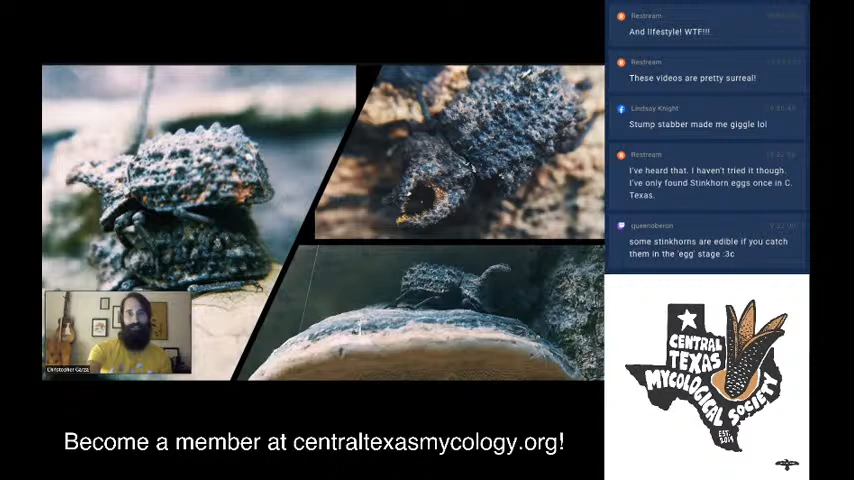 Restream
And lifestyle! WTF!!!
Restream
These videos are pretty surreal!
Lindsay Knight
Stump stabber made me giggle lol
Restream
I've heard that. I haven't tried it though.
I've only found Stinkhorn eggs once in C.
Texas.
queenoberon
some stinkhorns are edible if you catch
them in the 'egg' stage :3c
Christopher
CENTRAL
TEXAS
MYCOLOGICAL SOCIETY
EST.
2019
Become a member at centraltexasmycology.org!